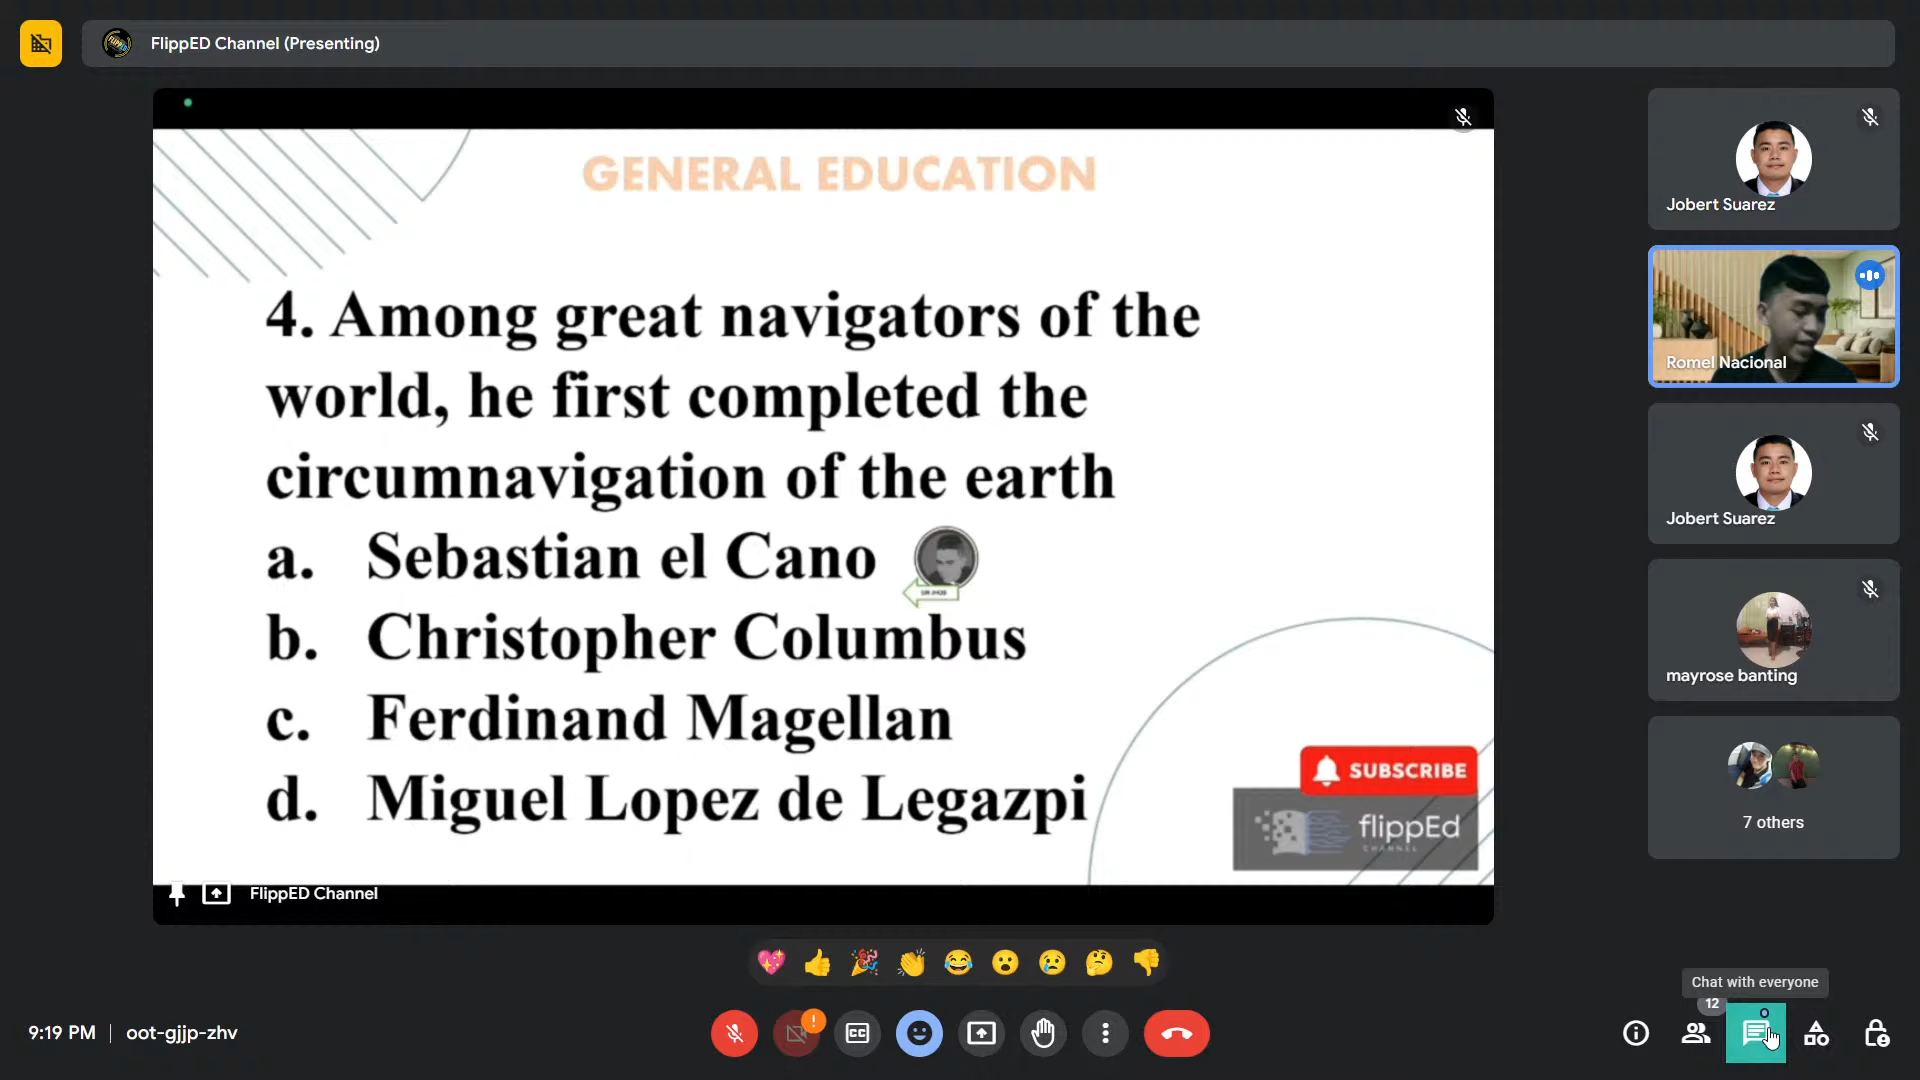 FlippED Channel (Presenting)
GENERAL EDUCATION
4. Among great navigators of the
world, he first completed the
circumnavigation of the earth
a. Sebastian el Cano
b. Christopher Columbus
c. Ferdinand Magellan
d. Miguel Lopez de Legazpi
SUBSCRIBE
flippEd
CHANNEL
FlippED Channel
Jobert Suarez
Romel Nacional
Jobert Suarez
mayrose banting
7 others
Chat with everyone
12
9:19 PM
oot-gjjp-zhv
CC